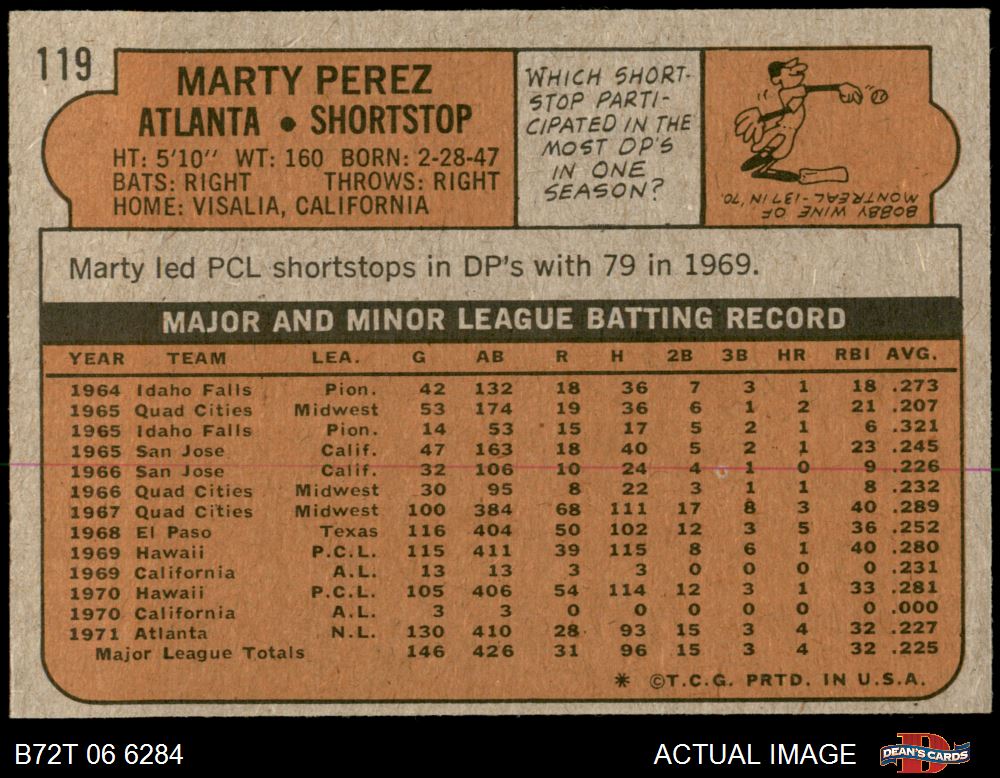 119
MARTY PEREZ
ATLANTA • SHORTSTOP
HT: 5'10" WT: 160 BORN: 2-28-47
BATS: RIGHT THROWS: RIGHT
HOME: VISALIA, CALIFORNIA
WHICH SHORT-
STOP PARTI-
CIPATED IN THE
MOST DP'S
IN ONE
SEASON?
BOBBY WINE OF
MONTREAL-137 IN '70.
Marty led PCL shortstops in DP's with 79 in 1969.
MAJOR AND MINOR LEAGUE BATTING RECORD
YEAR TEAM LEA. G AB R H 2B 3B HR RBI AVG.
1964 Idaho Falls Pion. 42 132 18 36 7 3 1 18 .273
1965 Quad Cities Midwest 53 174 19 36 6 1 2 21 .207
1965 Idaho Falls Pion. 14 53 15 17 5 2 1 6 .321
1965 San Jose Calif. 47 163 18 40 5 2 1 23 .245
1966 San Jose Calif. 32 106 10 24 4 1 0 9 .226
1966 Quad Cities Midwest 30 95 8 22 3 1 1 8 .232
1967 Quad Cities Midwest 100 384 68 111 17 8 3 40 .289
1968 El Paso Texas 116 404 50 102 12 3 5 36 .252
1969 Hawaii P.C.L. 115 411 39 115 8 6 1 40 .280
1969 California A.L. 13 13 3 3 0 0 0 0 .231
1970 Hawaii P.C.L. 105 406 54 114 12 3 1 33 .281
1970 California A.L. 3 3 0 0 0 0 0 0 .000
1971 Atlanta N.L. 130 410 28 93 15 3 4 32 .227
Major League Totals 146 426 31 96 15 3 4 32 .225
* ©T.C.G. PRTD. IN U.S.A.
B72T 06 6284 ACTUAL IMAGE DEAN'S CARDS